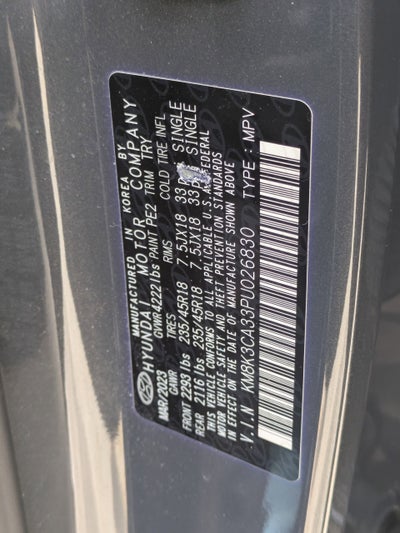 MANUFACTURED IN KOREA BY
HYUNDAI MOTOR COMPANY
MAR/2023 GVWR 4222 lbs PAINT PE2 TRIM TRY
GAWR TIRES RIMS COLD TIRE INFL
FRONT 2293 lbs 235/45R18 7.5JX18 33 SINGLE
REAR 2116 lbs 235/45R18 7.5JX18 33 SINGLE
THIS VEHICLE CONFORMS TO ALL APPLICABLE U.S. FEDERAL
MOTOR VEHICLE SAFETY AND THEFT PREVENTION STANDARDS
IN EFFECT ON THE DATE OF MANUFACTURE SHOWN ABOVE
V.I.N : KM8K3CA33PU026830 TYPE : MPV